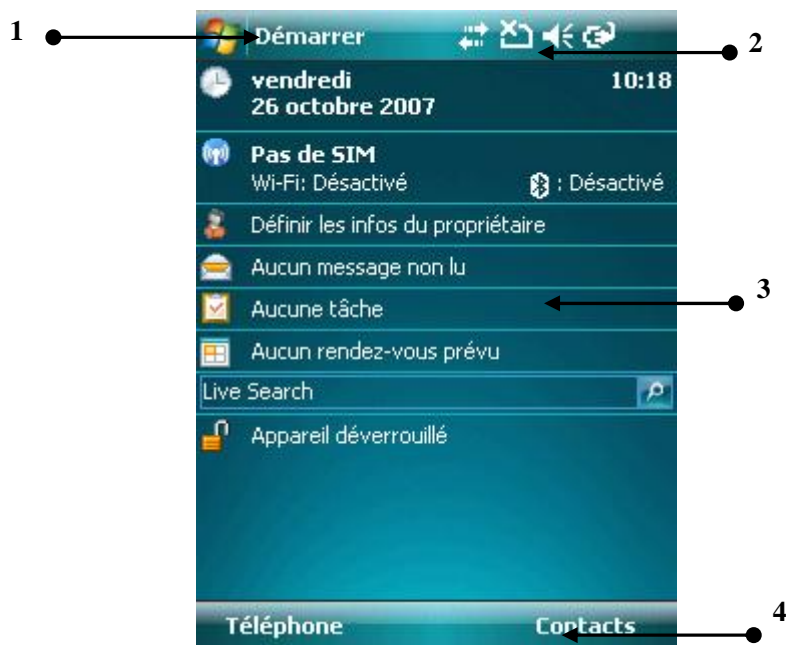 1
Démarrer
2
vendredi 10:18
26 octobre 2007
Pas de SIM
Wi-Fi: Désactivé : Désactivé
Définir les infos du propriétaire
Aucun message non lu
3
Aucune tâche
Aucun rendez-vous prévu
Live Search
Appareil déverrouillé
4
Téléphone Contacts